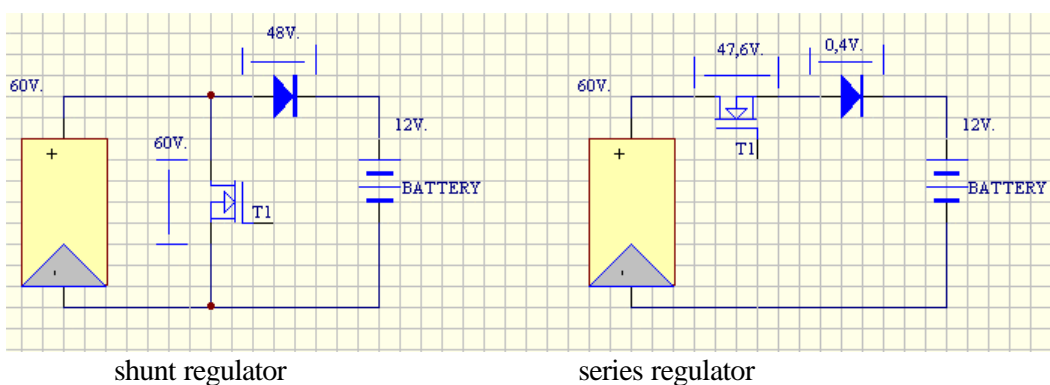 48V.
60V.
60V.
12V.
+
T1
BATTERY
-
47,6V.
0,4V.
60V.
12V.
+
T1
BATTERY
-
shunt regulator
series regulator